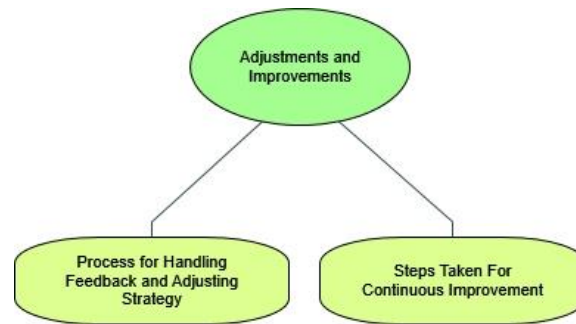 Adjustments and
Improvements
Process for Handling
Feedback and Adjusting
Strategy
Steps Taken For
Continuous Improvement